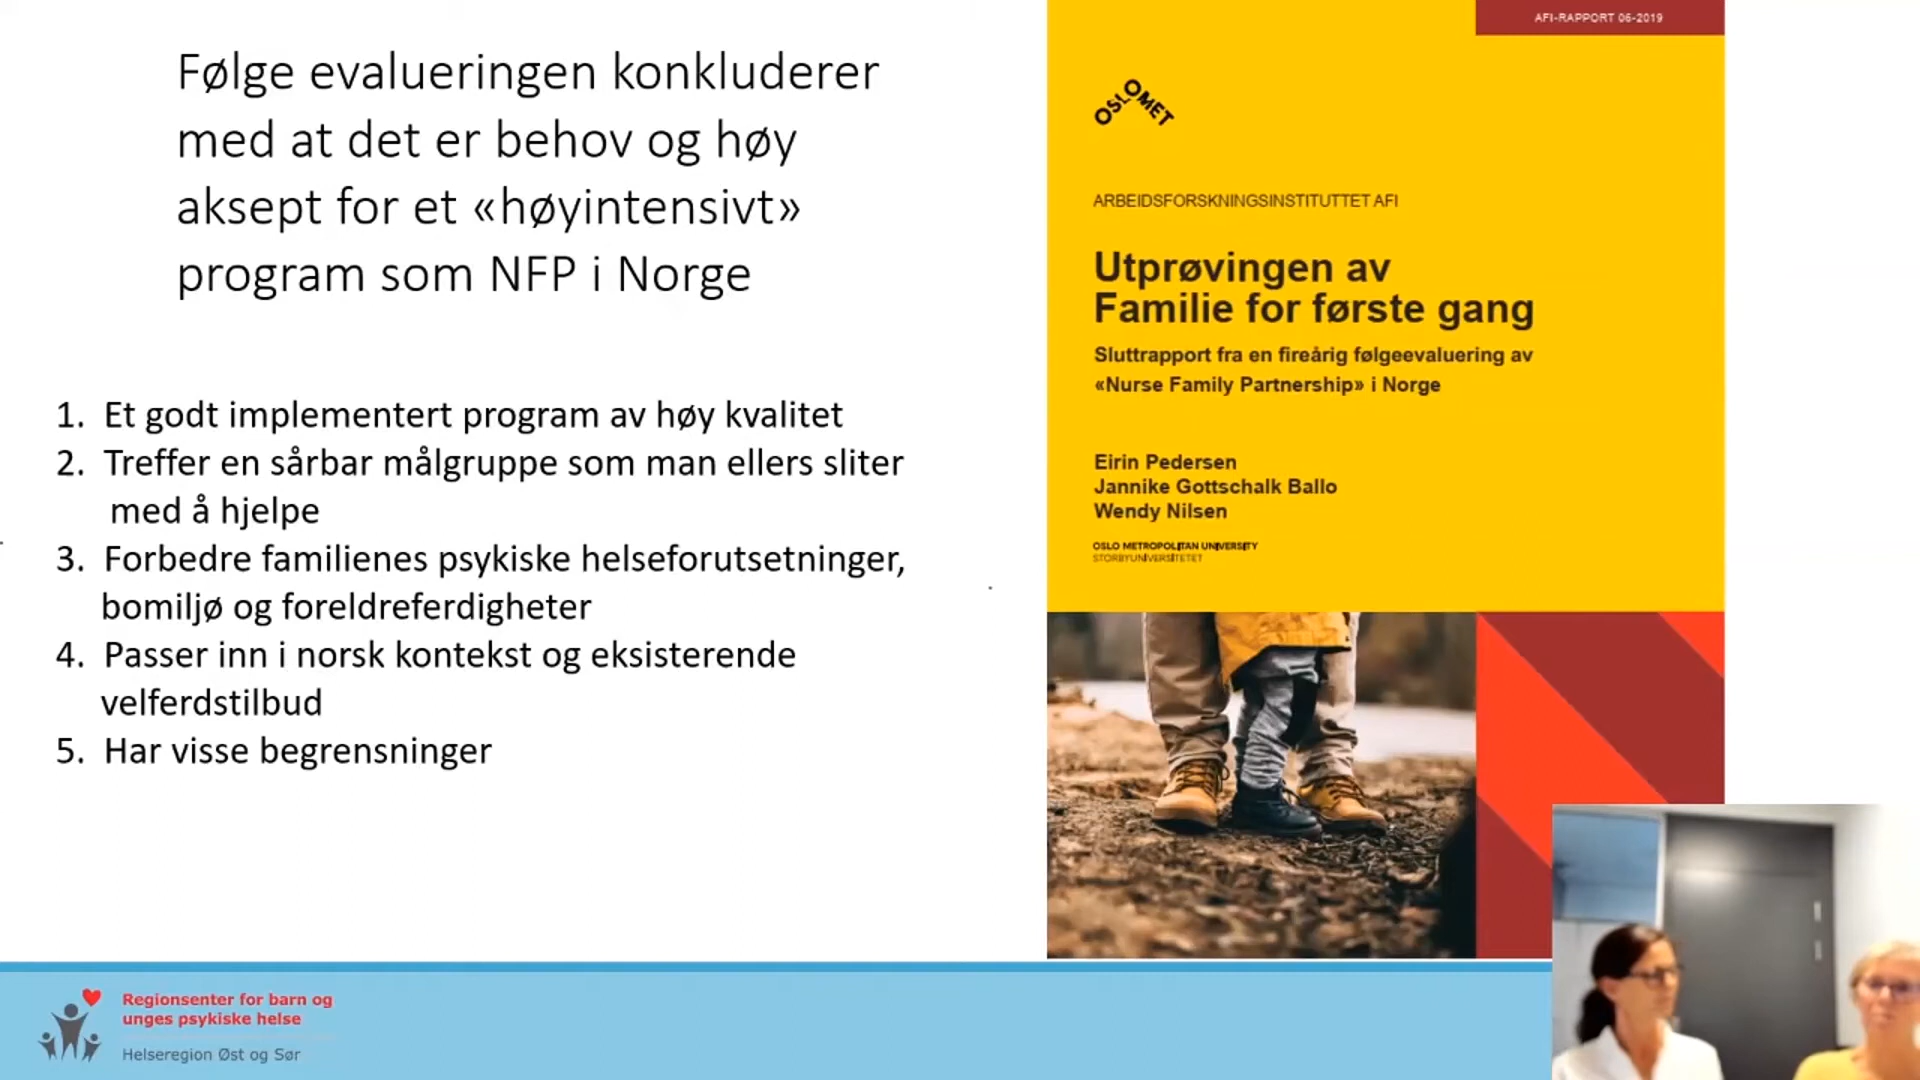 Følge evalueringen konkluderer
med at det er behov og høy
aksept for et «høyintensivt»
program som NFP i Norge
1. Et godt implementert program av høy kvalitet
2. Treffer en sårbar målgruppe som man ellers sliter
med å hjelpe
3. Forbedre familienes psykiske helseforutsetninger,
bomiljø og foreldreferdigheter
4. Passer inn i norsk kontekst og eksisterende
velferdstilbud
5. Har visse begrensninger
AFI-RAPPORT 06-2019
OSLOMET
ARBEIDSFORSKNINGSINSTITUTTET AFI
Utprøvingen av
Familie for første gang
Sluttrapport fra en fireårig følgeevaluering av
«Nurse Family Partnership» i Norge
Eirin Pedersen
Jannike Gottschalk Ballo
Wendy Nilsen
OSLO METROPOLITAN UNIVERSITY
STORBYUNIVERSITETET
Regionsenter for barn og
unges psykiske helse
Helseregion Øst og Sør